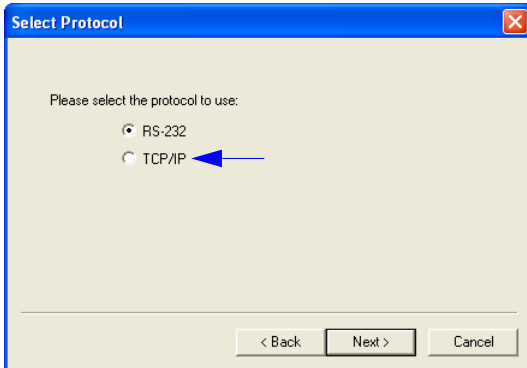 Select Protocol
Please select the protocol to use:
RS-232
TCP/IP
< Back Next > Cancel